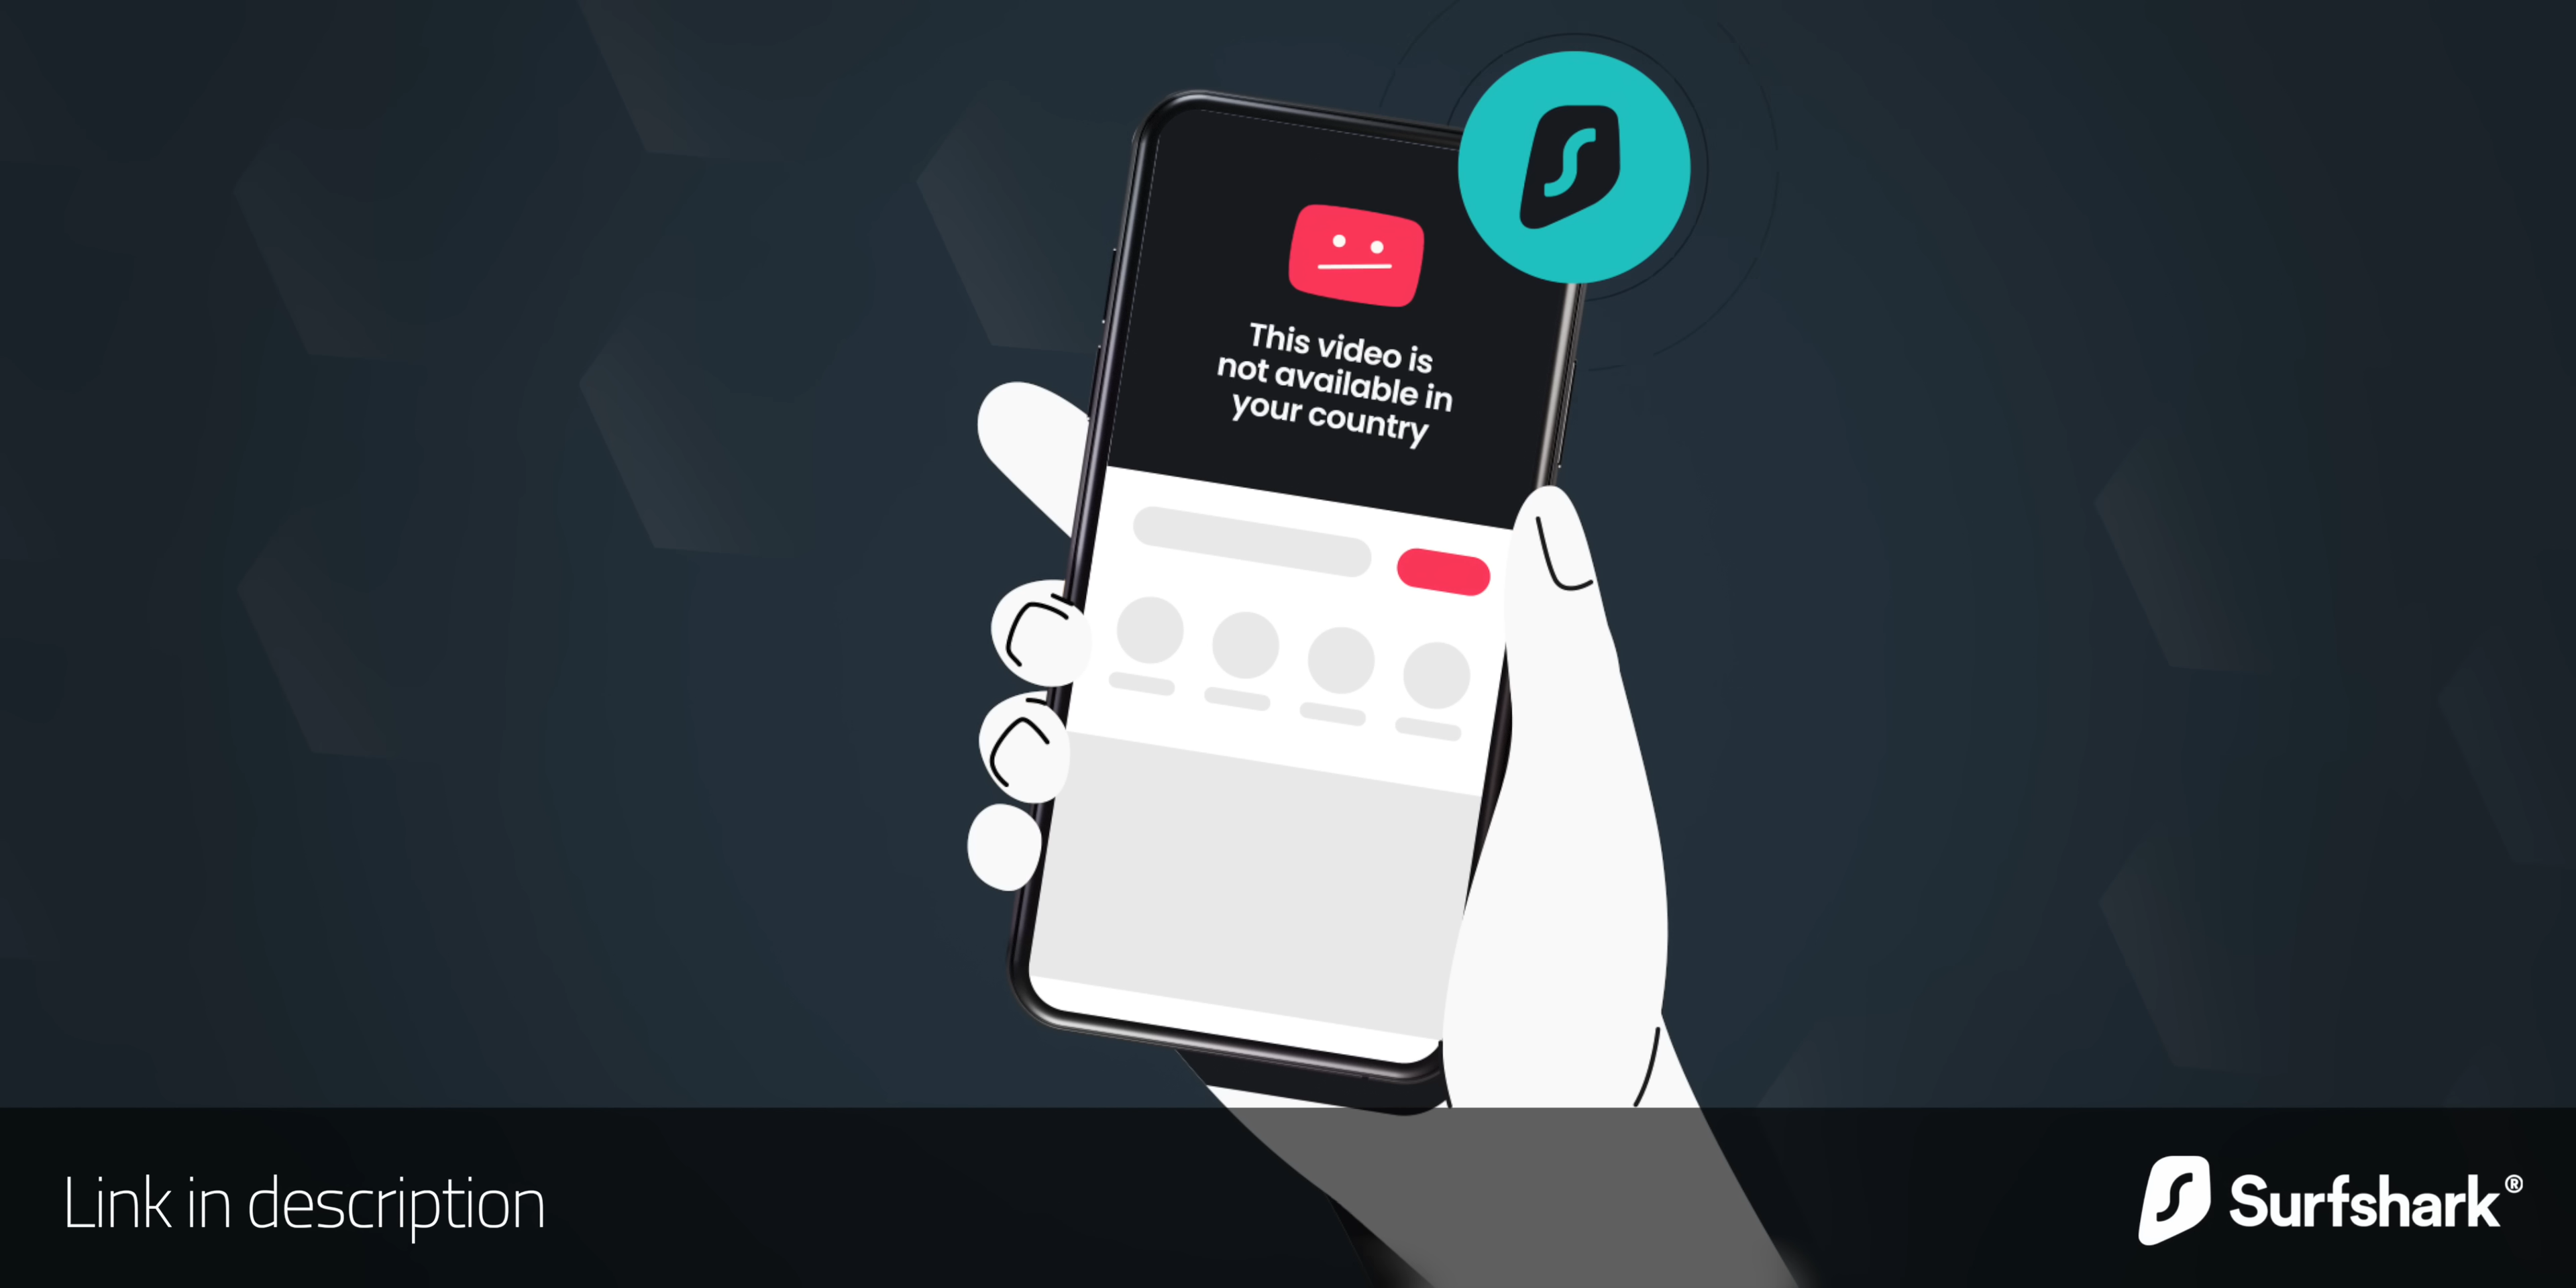 This video is
not available in
your country
Link in description
Surfshark®